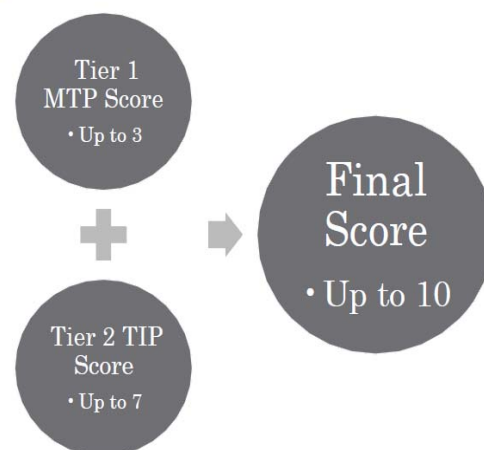 Tier 1
MTP Score
• Up to 3
Tier 2 TIP
Score
• Up to 7
Final
Score
• Up to 10